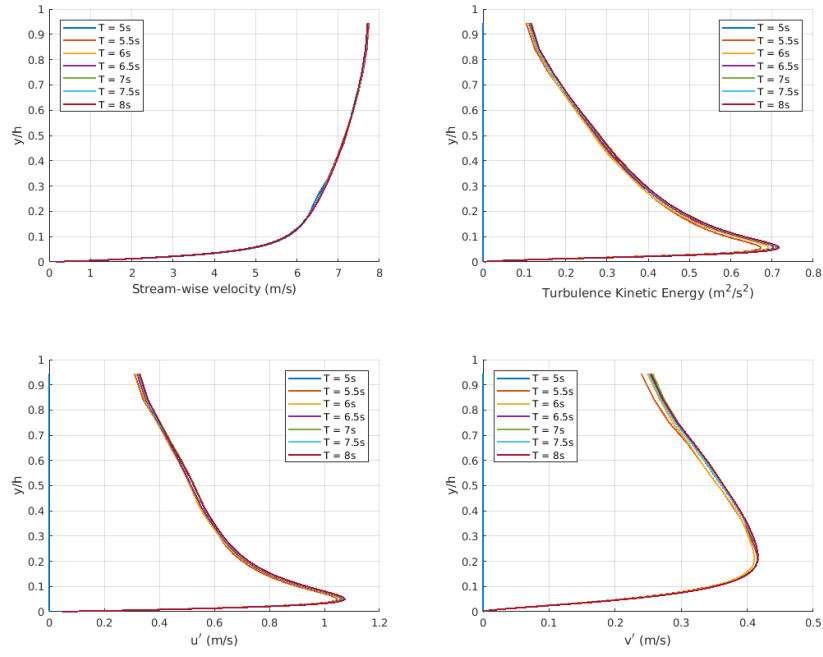 1
0.9
0.8
0.7
0.6
0.5
0.4
0.3
0.2
0.1
0
y/h
0 1 2 3 4 5 6 7 8
Stream-wise velocity (m/s)
T = 5s
T = 5.5s
T = 6s
T = 6.5s
T = 7s
T = 7.5s
T = 8s
1
0.9
0.8
0.7
0.6
0.5
0.4
0.3
0.2
0.1
0
y/h
0 0.1 0.2 0.3 0.4 0.5 0.6 0.7 0.8
Turbulence Kinetic Energy (m²/s²)
T = 5s
T = 5.5s
T = 6s
T = 6.5s
T = 7s
T = 7.5s
T = 8s
1
0.9
0.8
0.7
0.6
0.5
0.4
0.3
0.2
0.1
0
y/h
0 0.2 0.4 0.6 0.8 1 1.2
u′ (m/s)
T = 5s
T = 5.5s
T = 6s
T = 6.5s
T = 7s
T = 7.5s
T = 8s
1
0.9
0.8
0.7
0.6
0.5
0.4
0.3
0.2
0.1
0
y/h
0 0.1 0.2 0.3 0.4 0.5
v′ (m/s)
T = 5s
T = 5.5s
T = 6s
T = 6.5s
T = 7s
T = 7.5s
T = 8s